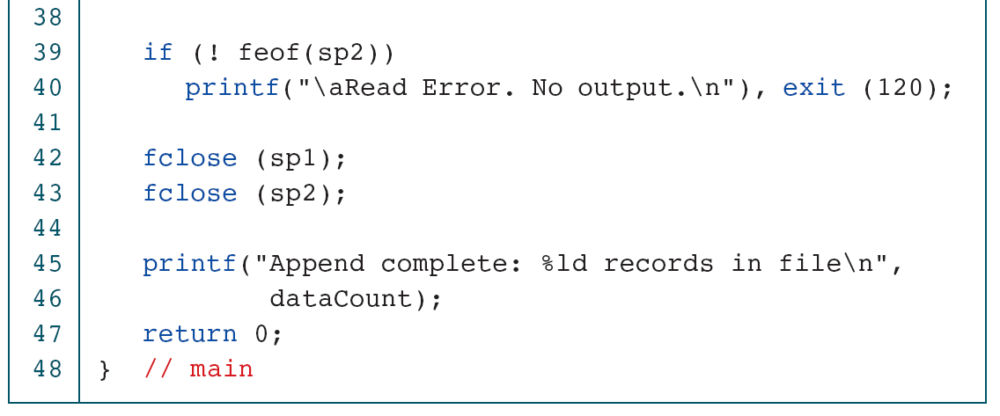 38
39 if (! feof(sp2))
40 printf("\aRead Error. No output.\n"), exit (120);
41
42 fclose (sp1);
43 fclose (sp2);
44
45 printf("Append complete: %ld records in file\n",
46 dataCount);
47 return 0;
48 } // main